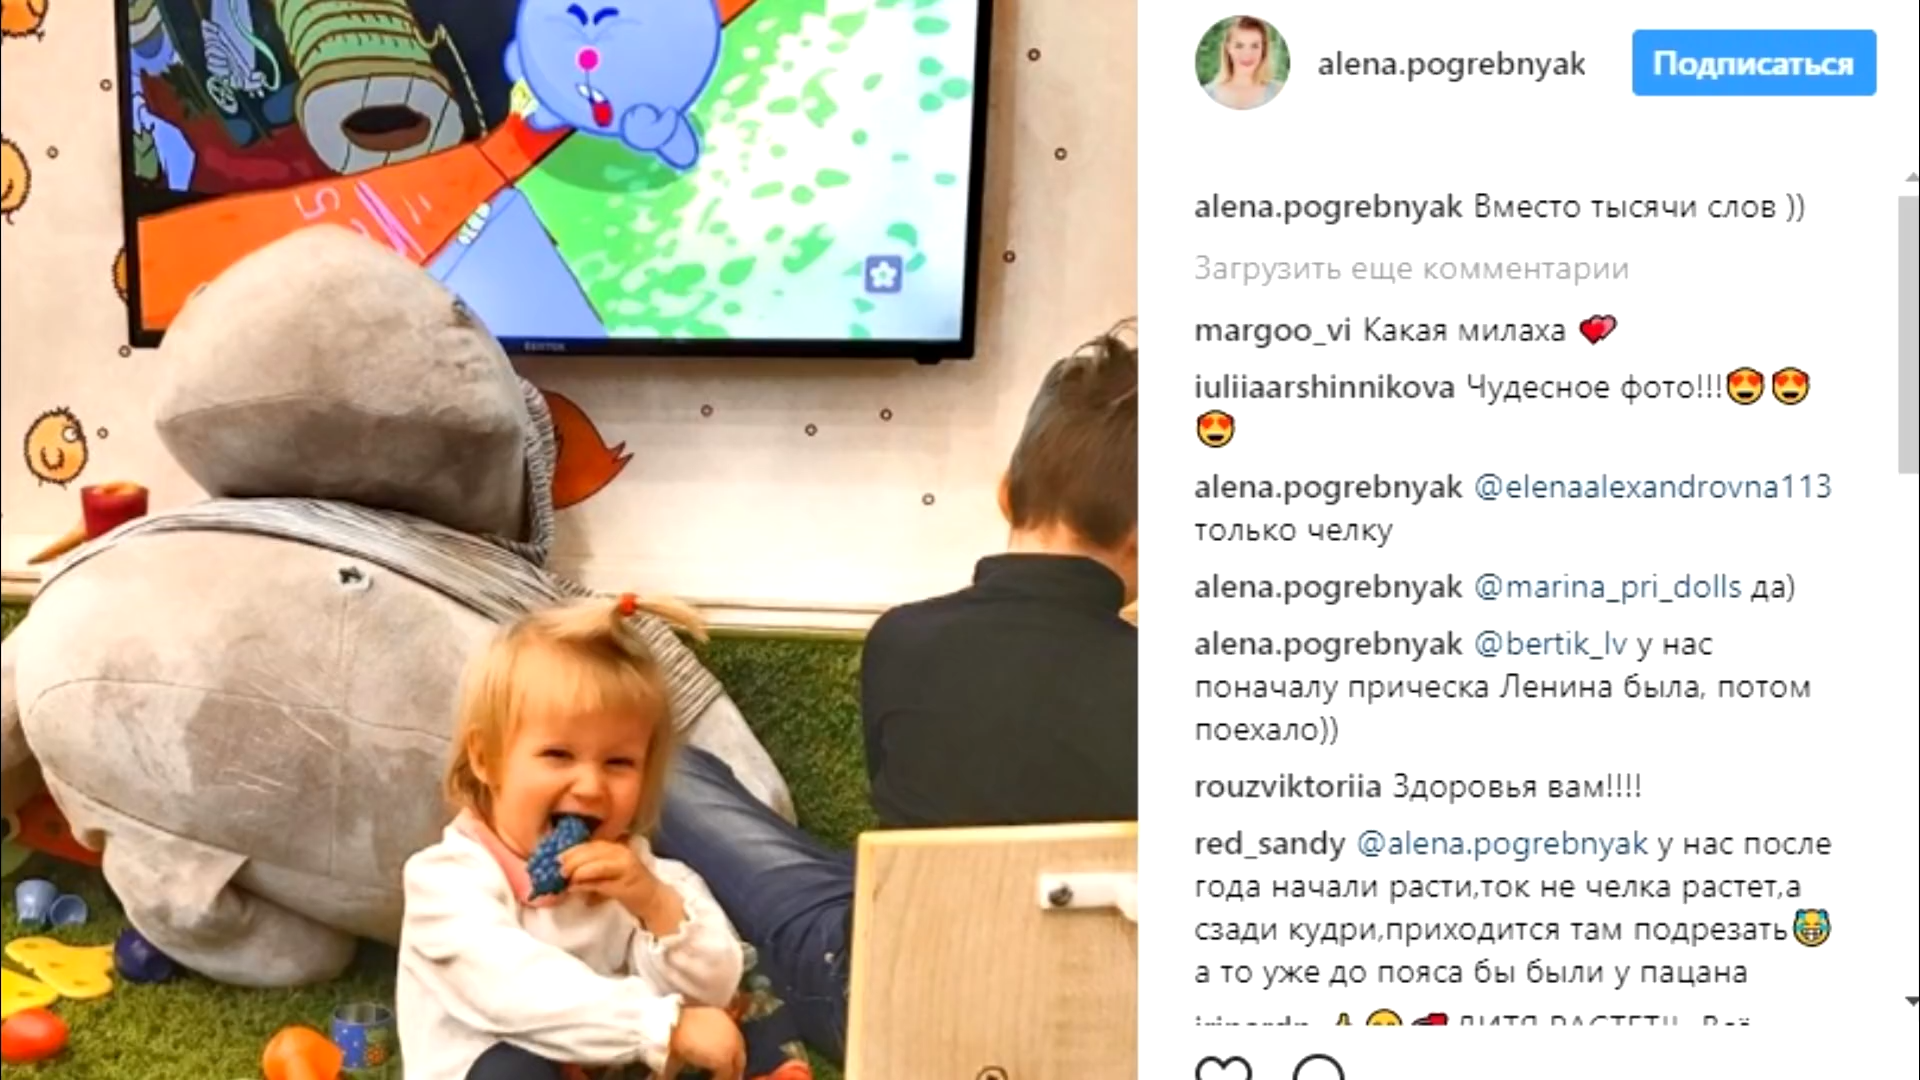 alena.pogrebnyak
Подписаться
alena.pogrebnyak Вместо тысячи слов ))
Загрузить еще комментарии
margoo_vi Какая милаха 💕
iuliiaarshinnikova Чудесное фото!!!😍😍
😍
alena.pogrebnyak @elenaalexandrovna113
только челку
alena.pogrebnyak @marina_pri_dolls да)
alena.pogrebnyak @bertik_lv у нас
поначалу прическа Ленина была, потом
поехало))
rouzviktoriia Здоровья вам!!!!
red_sandy @alena.pogrebnyak у нас после
года начали расти,ток не челка растет,а
сзади кудри,приходится там подрезать😹
а то уже до пояса бы были у пацана
ДИТЯ РАСТЕТ!!